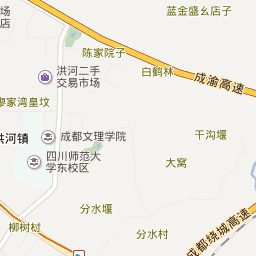 蓝金盛幺店子
场
店
陈家院子
洪河二手
交易市场
白鹤林
成渝高速
廖家湾皇坟
洪河镇
成都文理学院
干沟堰
四川师范大
学东校区
大窝
分水堰
成都绕城高速
柳树村
分水村